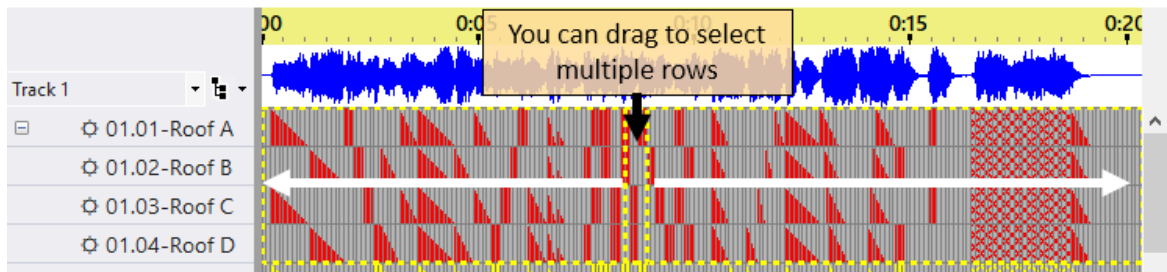 00 0:05 0:10 0:15 0:20
You can drag to select
multiple rows
Track 1
01.01-Roof A
01.02-Roof B
01.03-Roof C
01.04-Roof D